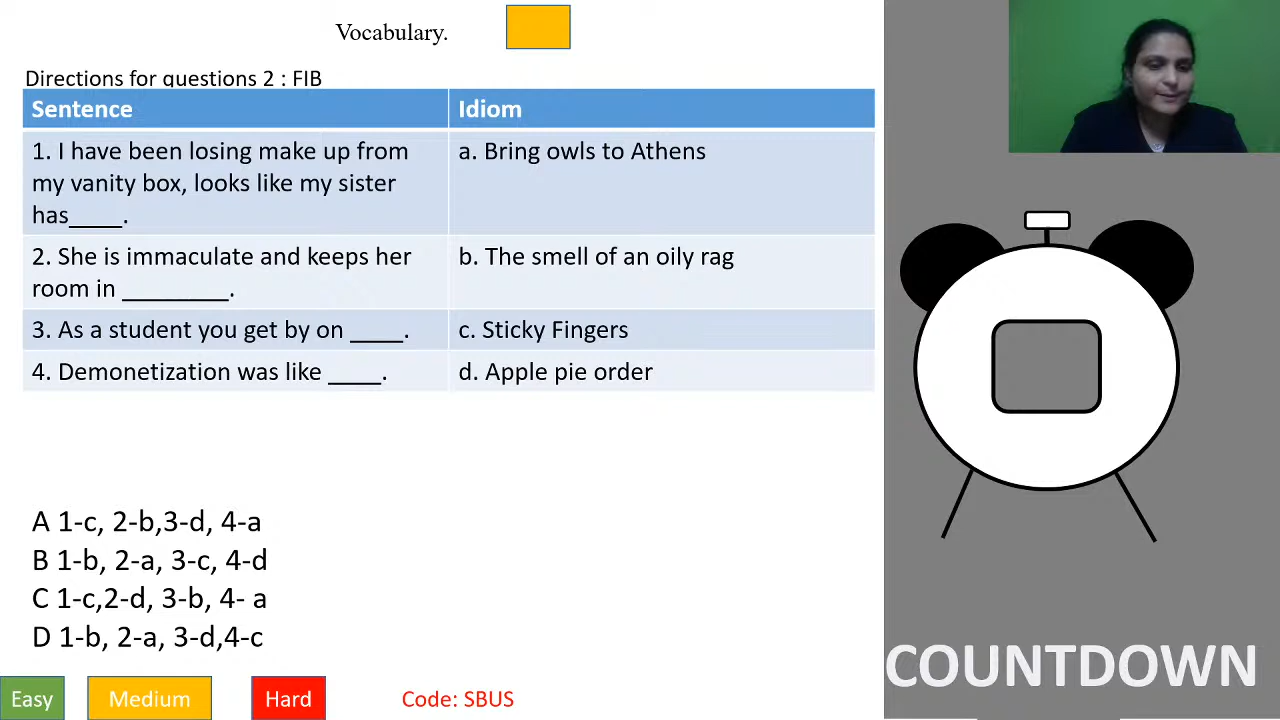 Vocabulary.
Directions for questions 2 : FIB
Sentence
Idiom
1. I have been losing make up from
my vanity box, looks like my sister
has____.
a. Bring owls to Athens
2. She is immaculate and keeps her
room in ________.
b. The smell of an oily rag
3. As a student you get by on ____.
c. Sticky Fingers
4. Demonetization was like ____.
d. Apple pie order
A 1-c, 2-b,3-d, 4-a
B 1-b, 2-a, 3-c, 4-d
C 1-c,2-d, 3-b, 4- a
D 1-b, 2-a, 3-d,4-c
Easy
Medium
Hard
Code: SBUS
COUNTDOWN